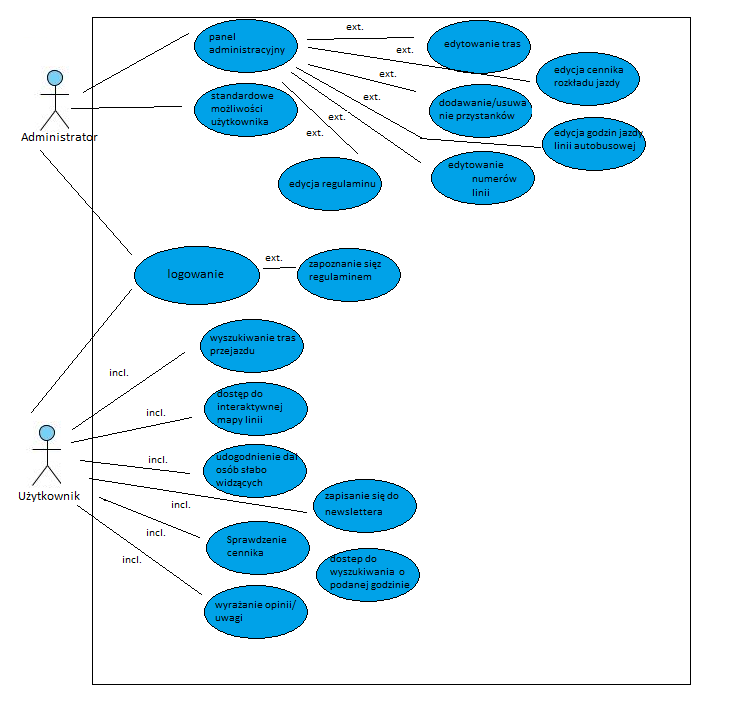 panel
administracyjny
ext.
edytowanie tras
ext.
edycja cennika
rozkładu jazdy
ext.
standardowe
możliwości
użytkownika
ext.
dodawanie/usuwa
nie przystanków
ext.
ext.
edycja godzin jazdy
linii autobusowej
Administrator
edytowanie
numerów
linii
edycja regulaminu
logowanie
ext.
zapoznanie sięz
regulaminem
wyszukiwanie tras
przejazdu
incl.
dostęp do
interaktywnej
mapy linii
incl.
udogodnienie dal
osób słabo
widzących
incl.
Użytkownik
zapisanie się do
newslettera
incl.
Sprawdzenie
cennika
incl.
dostep do
wyszukiwania o
podanej godzinie
incl.
wyrażanie opinii/
uwagi